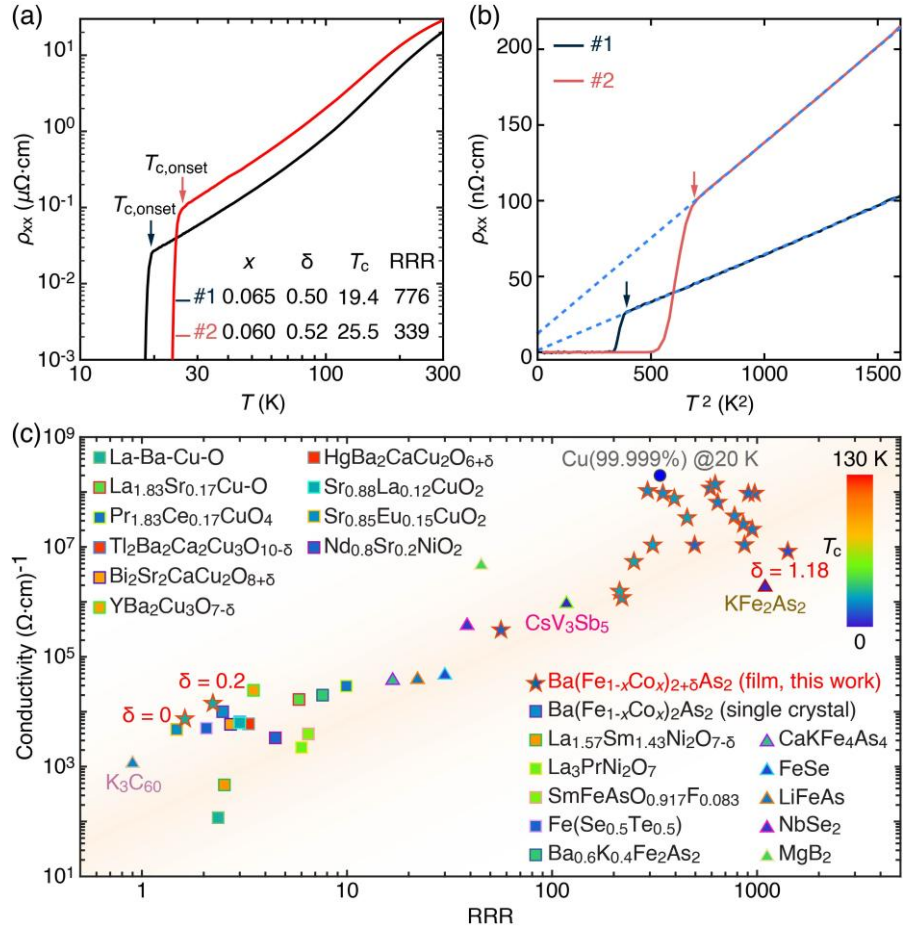 (a)
10¹
10⁰
10⁻¹
10⁻²
10⁻³
ρxx (μΩ·cm)
Tc,onset
Tc,onset
x δ Tc RRR
#1 0.065 0.50 19.4 776
#2 0.060 0.52 25.5 339
30 100 300
T (K)
(b)
200
150
100
50
0
ρxx (nΩ·cm)
#1
#2
0 500 1000 1500
T² (K²)
(c)
10⁹
10⁷
10⁵
10³
10¹
Conductivity (Ω·cm)⁻¹
La-Ba-Cu-O
La₁.₈₃Sr₀.₁₇Cu-O
Pr₁.₈₃Ce₀.₁₇CuO₄
Tl₂Ba₂Ca₂Cu₃O₁₀₋δ
Bi₂Sr₂CaCu₂O₈₊δ
YBa₂Cu₃O₇₋δ
HgBa₂CaCu₂O₆₊δ
Sr₀.₈₈La₀.₁₂CuO₂
Sr₀.₈₅Eu₀.₁₅CuO₂
Nd₀.₈Sr₀.₂NiO₂
Cu(99.999%) @20 K
130 K
Tc
0
δ = 1.18
KFe₂As₂
CsV₃Sb₅
δ = 0.2
δ = 0
K₃C₆₀
Ba(Fe₁₋ₓCoₓ)₂₊δAs₂ (film, this work)
Ba(Fe₁₋ₓCoₓ)₂As₂ (single crystal)
La₁.₅₇Sm₁.₄₃Ni₂O₇₋δ
La₃PrNi₂O₇
SmFeAsO₀.₉₁₇F₀.₀₈₃
Fe(Se₀.₅Te₀.₅)
Ba₀.₆K₀.₄Fe₂As₂
CaKFe₄As₄
FeSe
LiFeAs
NbSe₂
MgB₂
1 10 100 1000
RRR